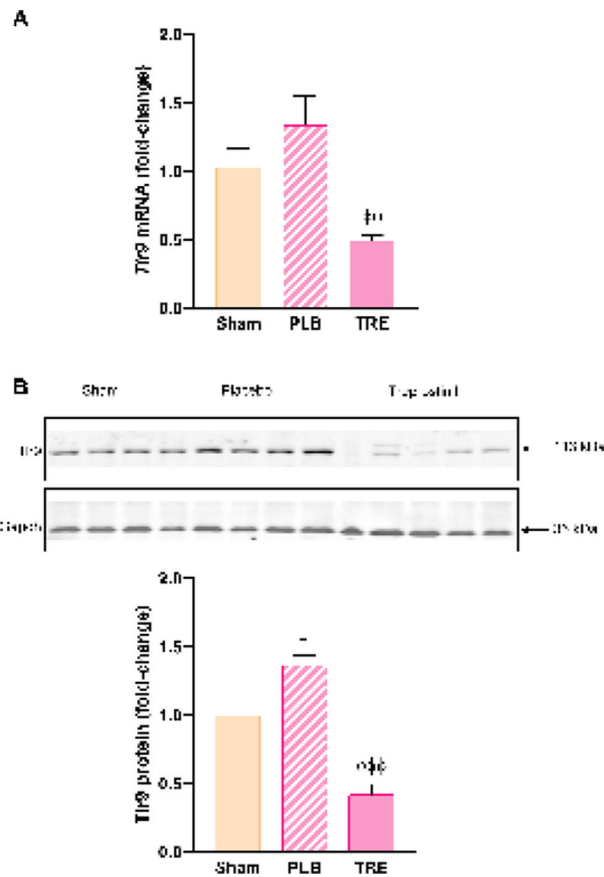 A
2.0
1.5
1.0
0.5
0.0
Tlr9 mRNA (fold-change)
Sham PLB TRE
B
Sham Placebo
Tlr9
Gapdh
2.0
1.5
1.0
0.5
0.0
Tlr9 protein (fold-change)
Sham PLB TRE